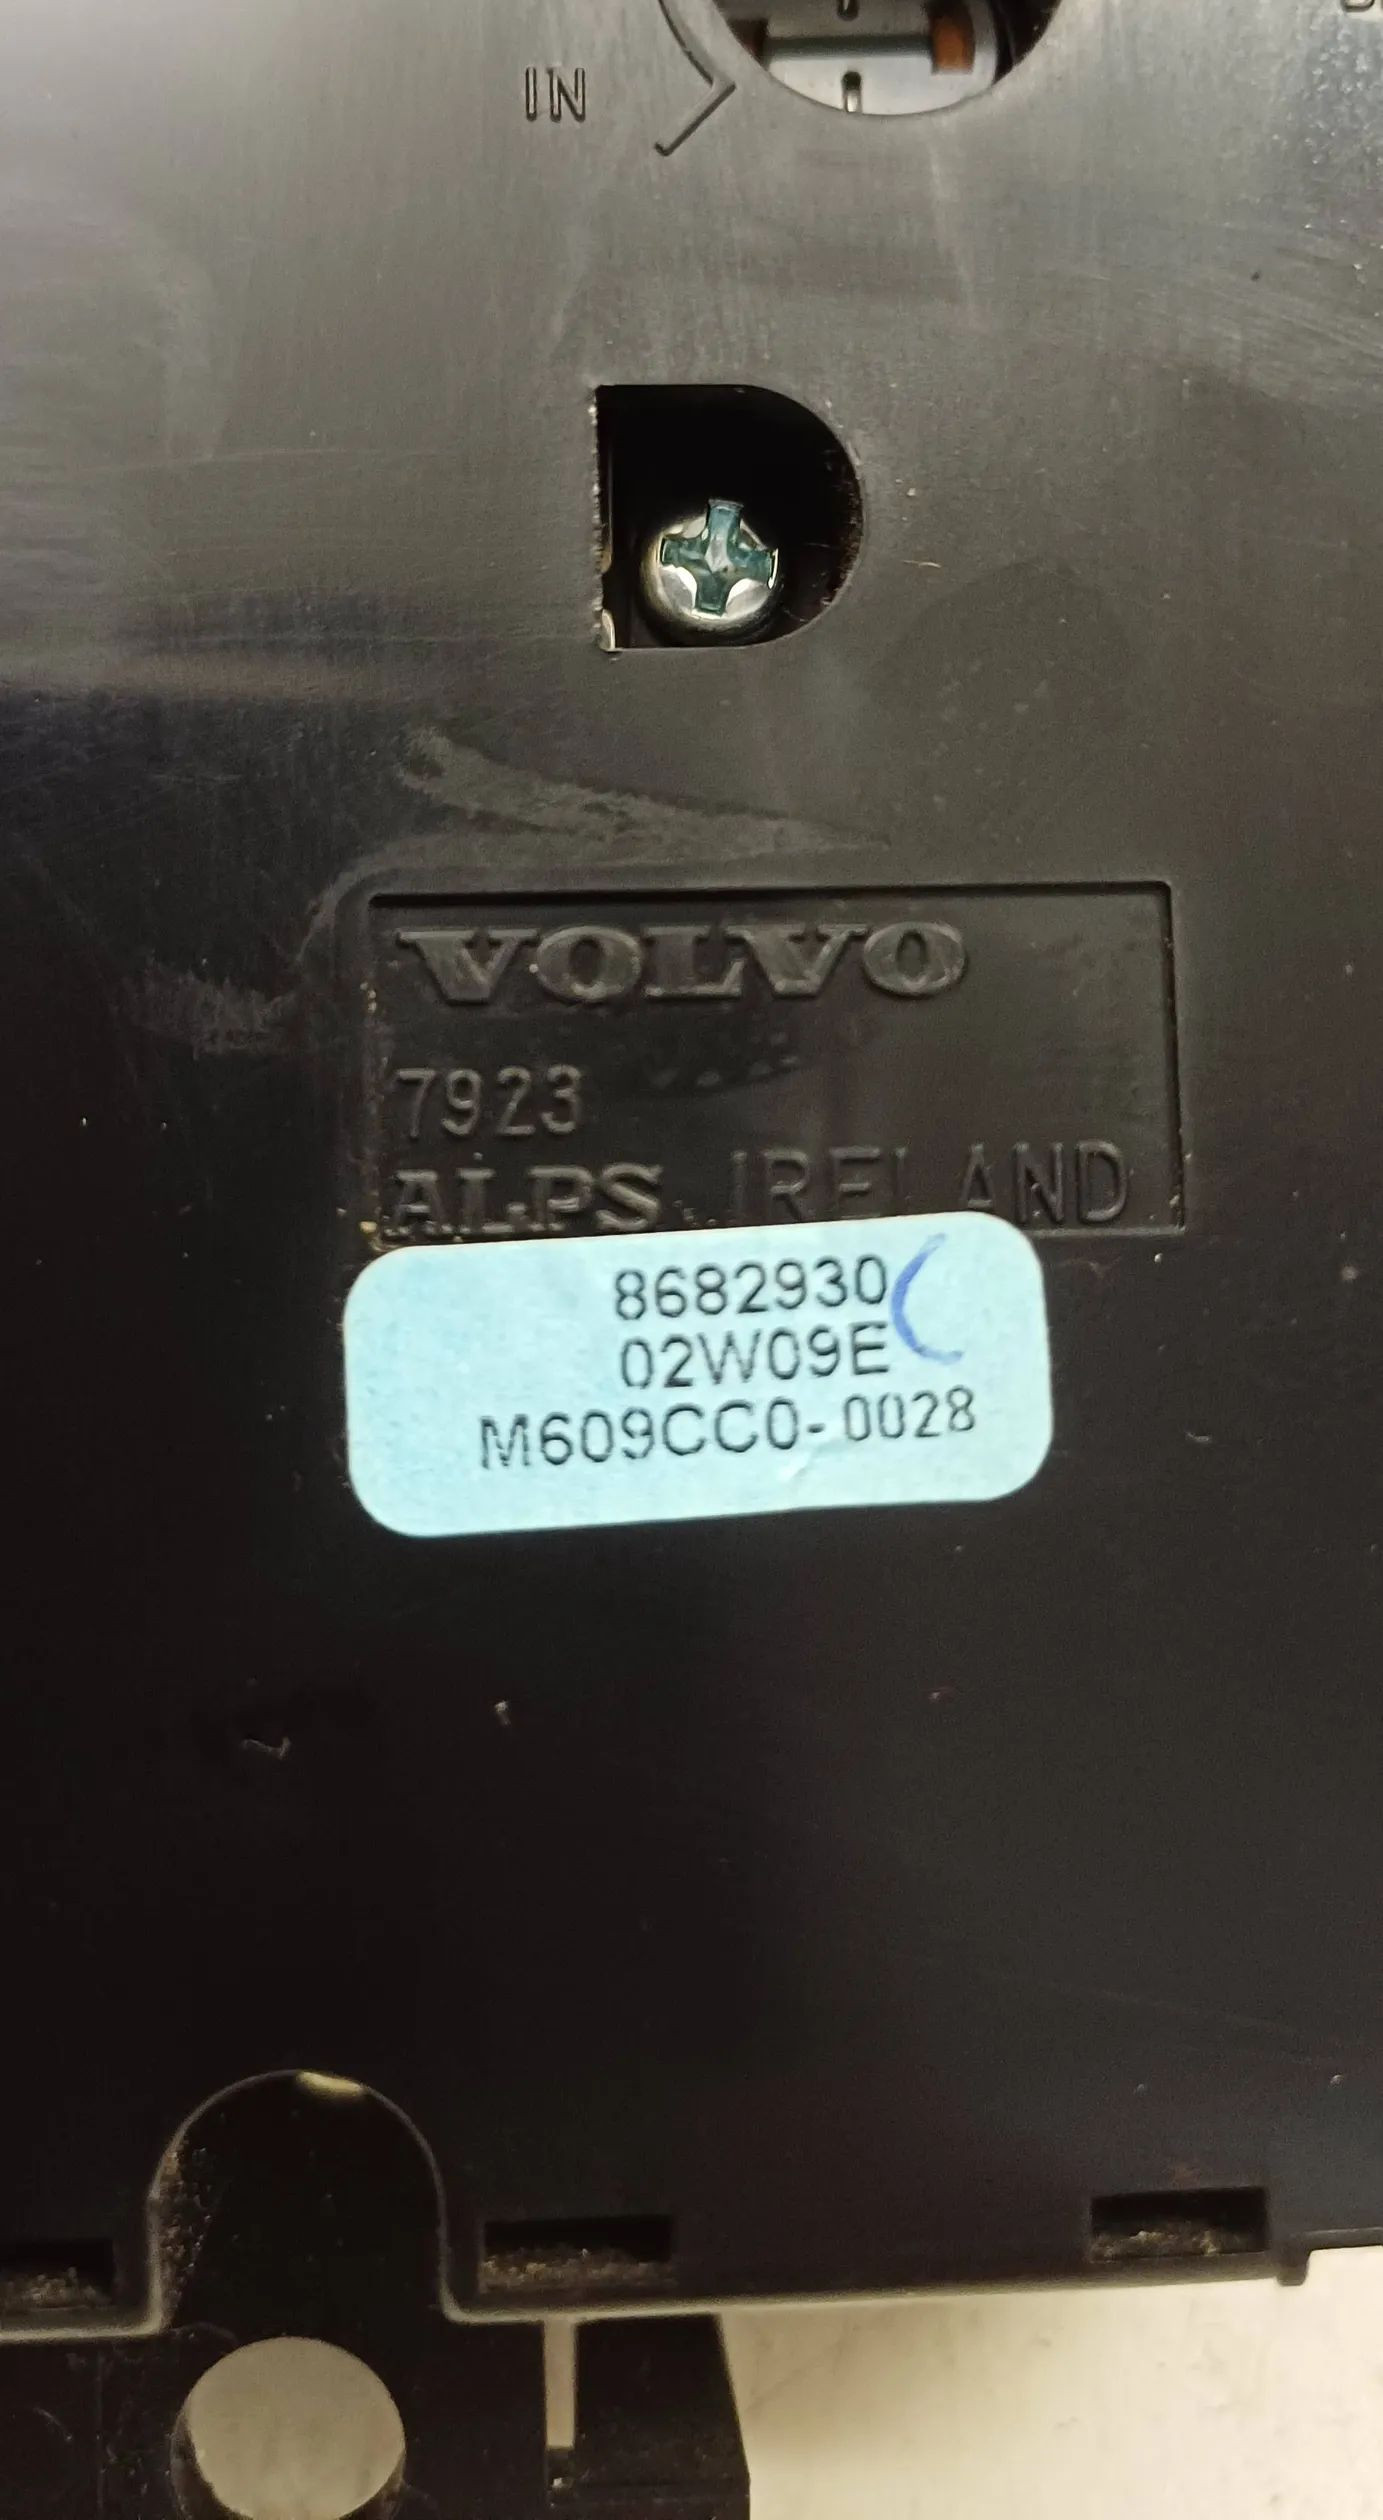 IN
VOLVO
7923
ALPS IRELAND
8682930
02W09E
M609CC0-0028